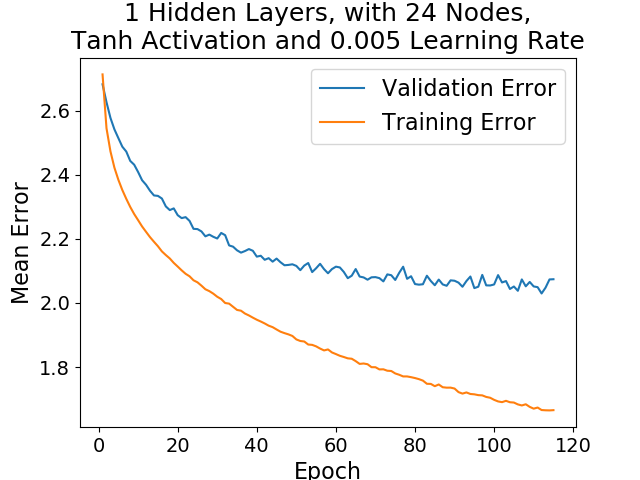 1 Hidden Layers, with 24 Nodes,
Tanh Activation and 0.005 Learning Rate
Validation Error
Training Error
Mean Error
2.6
2.4
2.2
2.0
1.8
0 20 40 60 80 100 120
Epoch